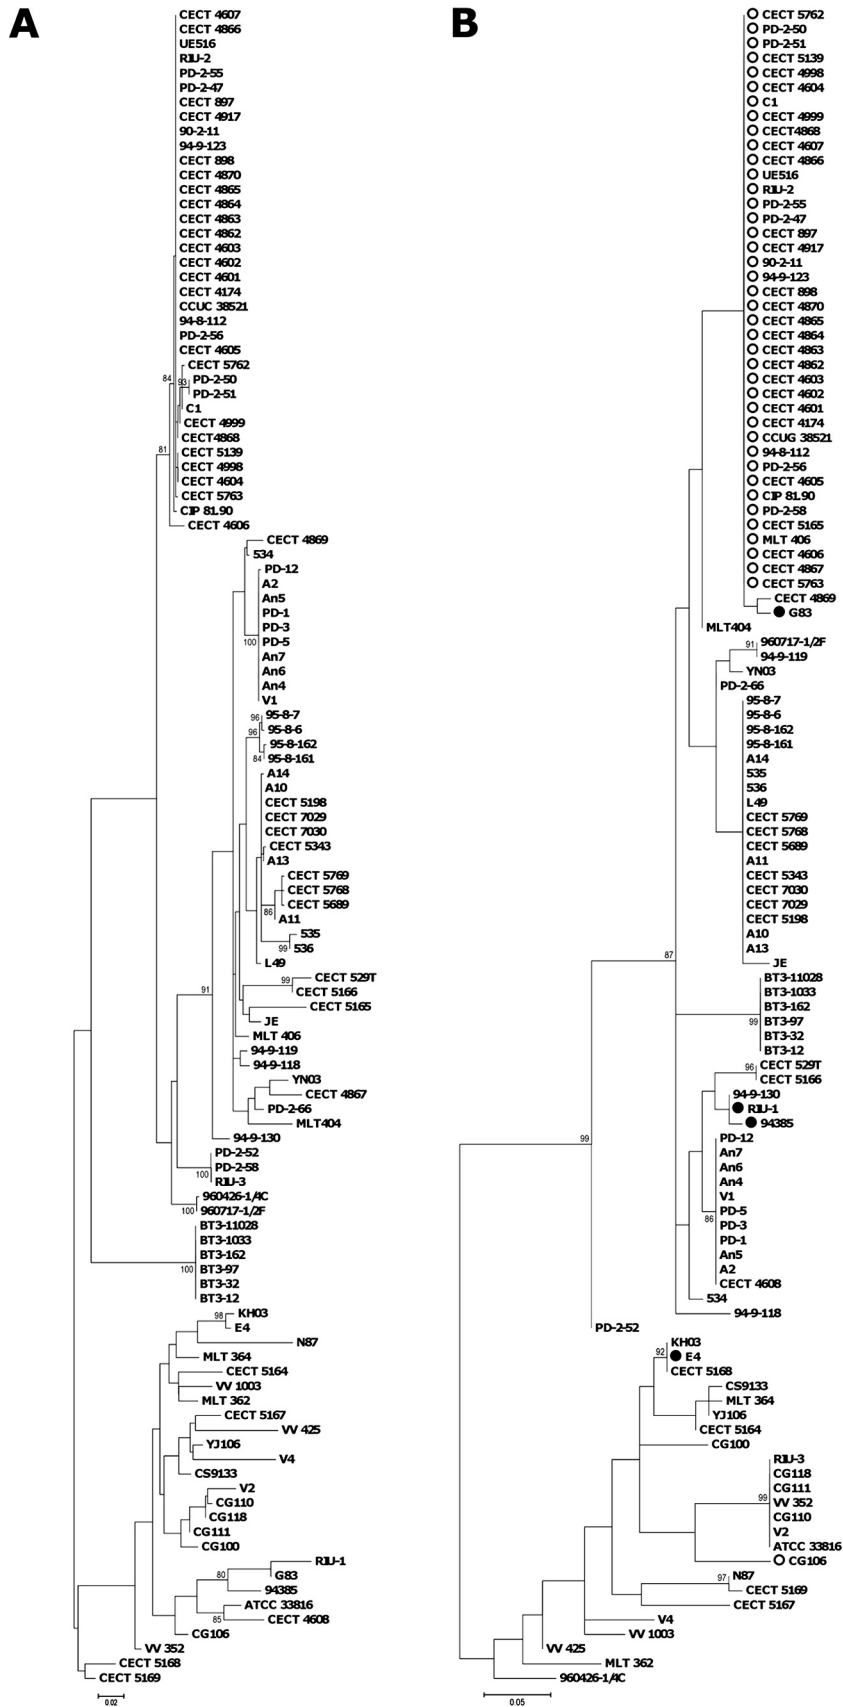 A
CECT 4607
CECT 4866
UE516
RIU-2
PD-2-55
PD-2-47
CECT 897
CECT 4917
90-2-11
94-9-123
CECT 898
CECT 4870
CECT 4865
CECT 4864
CECT 4863
CECT 4862
CECT 4603
CECT 4602
CECT 4601
CECT 4174
CCUC 38521
94-8-112
PD-2-56
CECT 4605
CECT 5762
84
93
PD-2-50
PD-2-51
C1
CECT 4999
CECT4868
81
CECT 5139
CECT 4998
CECT 4604
CECT 5763
CIP 81.90
CECT 4606
CECT 4869
534
PD-12
A2
An5
PD-1
PD-3
100
PD-5
An7
An6
An4
V1
96
95-8-7
96
95-8-6
95-8-162
84
95-8-161
A14
A10
CECT 5198
CECT 7029
CECT 7030
CECT 5343
A13
CECT 5769
CECT 5768
CECT 5689
86
A11
535
99
536
L49
99
CECT 529T
CECT 5166
91
CECT 5165
JE
MLT 406
94-9-119
94-9-118
YN03
CECT 4867
PD-2-66
MLT404
94-9-130
PD-2-52
PD-2-58
100
RIU-3
960426-1/4C
100
960717-1/2F
BT3-11028
BT3-1033
BT3-162
100
BT3-97
BT3-32
BT3-12
98
KH03
E4
N87
MLT 364
CECT 5164
VV 1003
MLT 362
CECT 5167
VV 425
YJ106
V4
CS9133
V2
CG110
CG118
CG111
CG100
RIU-1
80
G83
94385
ATCC 33816
85
CECT 4608
CG106
VV 352
CECT 5168
CECT 5169
0.02
B
CECT 5762
PD-2-50
PD-2-51
CECT 5139
CECT 4998
CECT 4604
C1
CECT 4999
CECT4868
CECT 4607
CECT 4866
UE516
RIU-2
PD-2-55
PD-2-47
CECT 897
CECT 4917
90-2-11
94-9-123
CECT 898
CECT 4870
CECT 4865
CECT 4864
CECT 4863
CECT 4862
CECT 4603
CECT 4602
CECT 4601
CECT 4174
CCUG 38521
94-8-112
PD-2-56
CECT 4605
CIP 81.90
PD-2-58
CECT 5165
MLT 406
CECT 4606
CECT 4867
CECT 5763
CECT 4869
G83
MLT404
91
960717-1/2F
94-9-119
YN03
PD-2-66
95-8-7
95-8-6
95-8-162
95-8-161
A14
535
536
L49
CECT 5769
CECT 5768
CECT 5689
A11
CECT 5343
CECT 7030
CECT 7029
CECT 5198
A10
A13
87
JE
BT3-11028
BT3-1033
BT3-162
99
BT3-97
BT3-32
BT3-12
96
CECT 529T
CECT 5166
94-9-130
RIU-1
94385
99
PD-12
An7
An6
An4
V1
PD-5
86
PD-3
PD-1
An5
A2
CECT 4608
534
94-9-118
PD-2-52
KH03
92
E4
CECT 5168
CS9133
MLT 364
YJ106
CECT 5164
CG100
RIU-3
CG118
CG111
99
VV 352
CG110
V2
ATCC 33816
CG106
97
N87
CECT 5169
CECT 5167
V4
VV 1003
VV 425
MLT 362
960426-1/4C
0.05